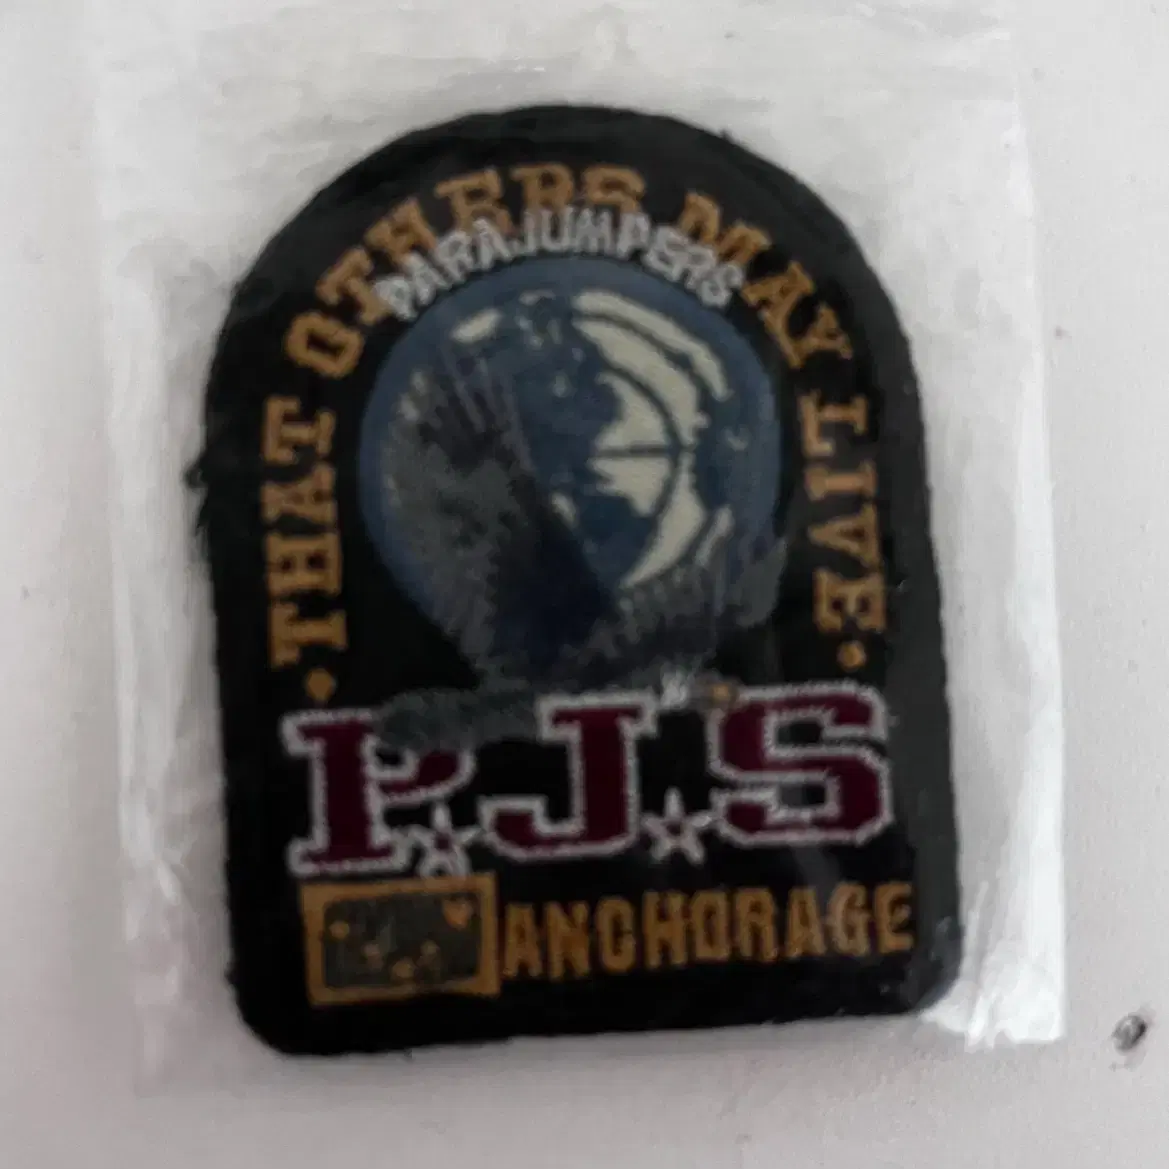 · THAT OTHERS MAY LIVE ·
PARAJUMPERS
P.J.S
ANCHORAGE